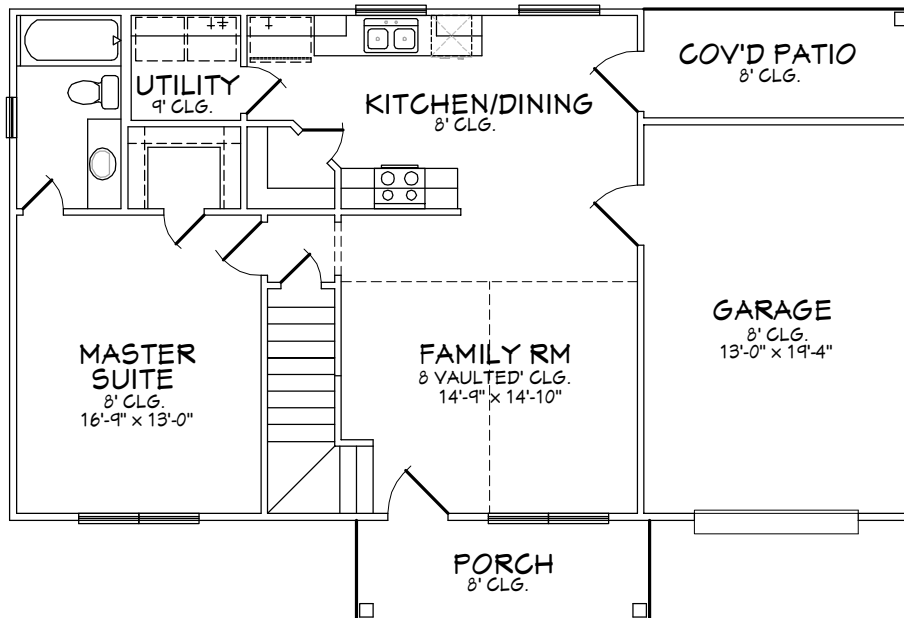 COV'D PATIO
8' CLG.
UTILITY
9' CLG.
KITCHEN/DINING
8' CLG.
GARAGE
8' CLG.
13'-0" x 19'-4"
MASTER
SUITE
8' CLG.
16'-9" x 13'-0"
FAMILY RM
8 VAULTED' CLG.
14'-9" x 14'-10"
PORCH
8' CLG.